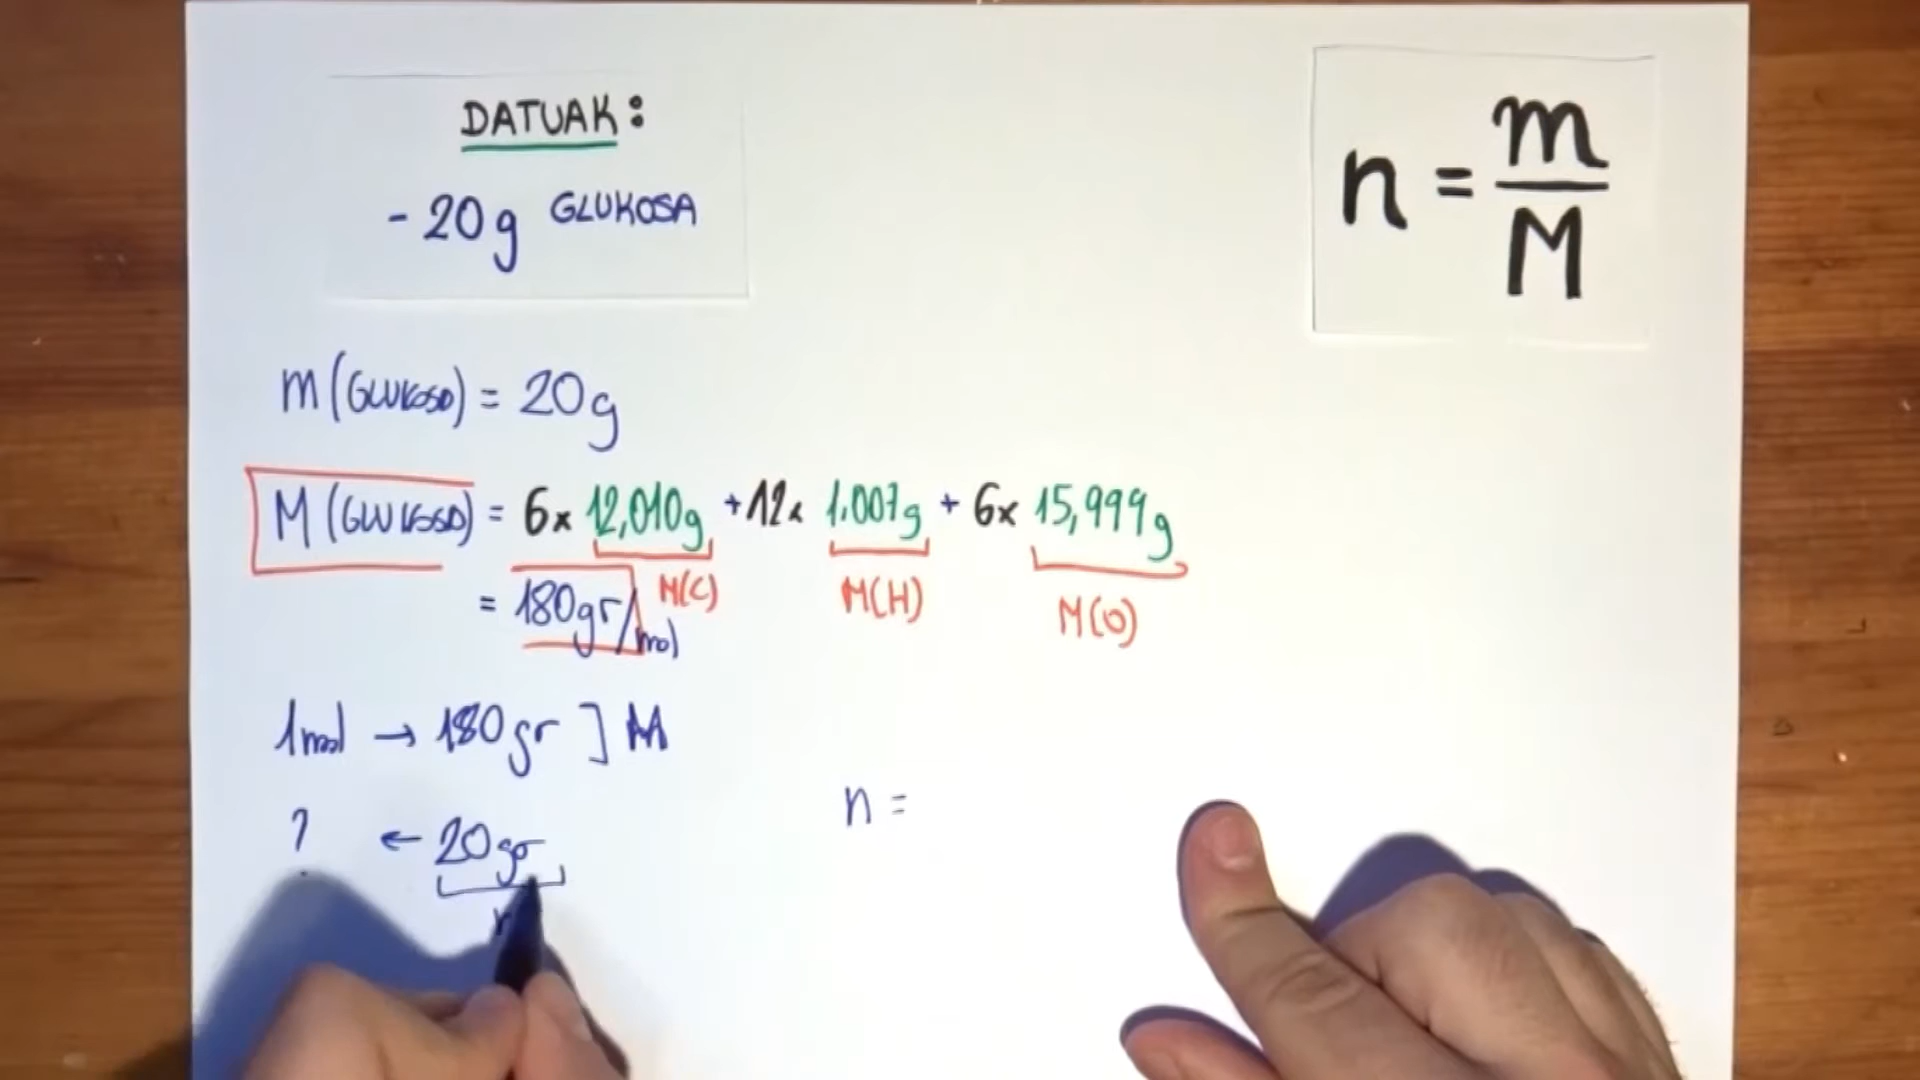 DATUAK:
- 20g GLUKOSA
n = m/M
m (GLUKOSA) = 20g
M (GLUKOSA) = 6x 12,010g + 12x 1.007g + 6x 15,999g
M(C) M(H) M(O)
= 180gr/mol
1mol → 180gr ] M
? ← 20gr
n =